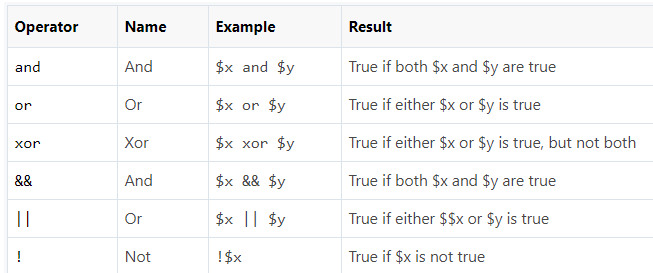 Operator Name Example Result
and And $x and $y True if both $x and $y are true
or Or $x or $y True if either $x or $y is true
xor Xor $x xor $y True if either $x or $y is true, but not both
&& And $x && $y True if both $x and $y are true
|| Or $x || $y True if either $$x or $y is true
! Not !$x True if $x is not true